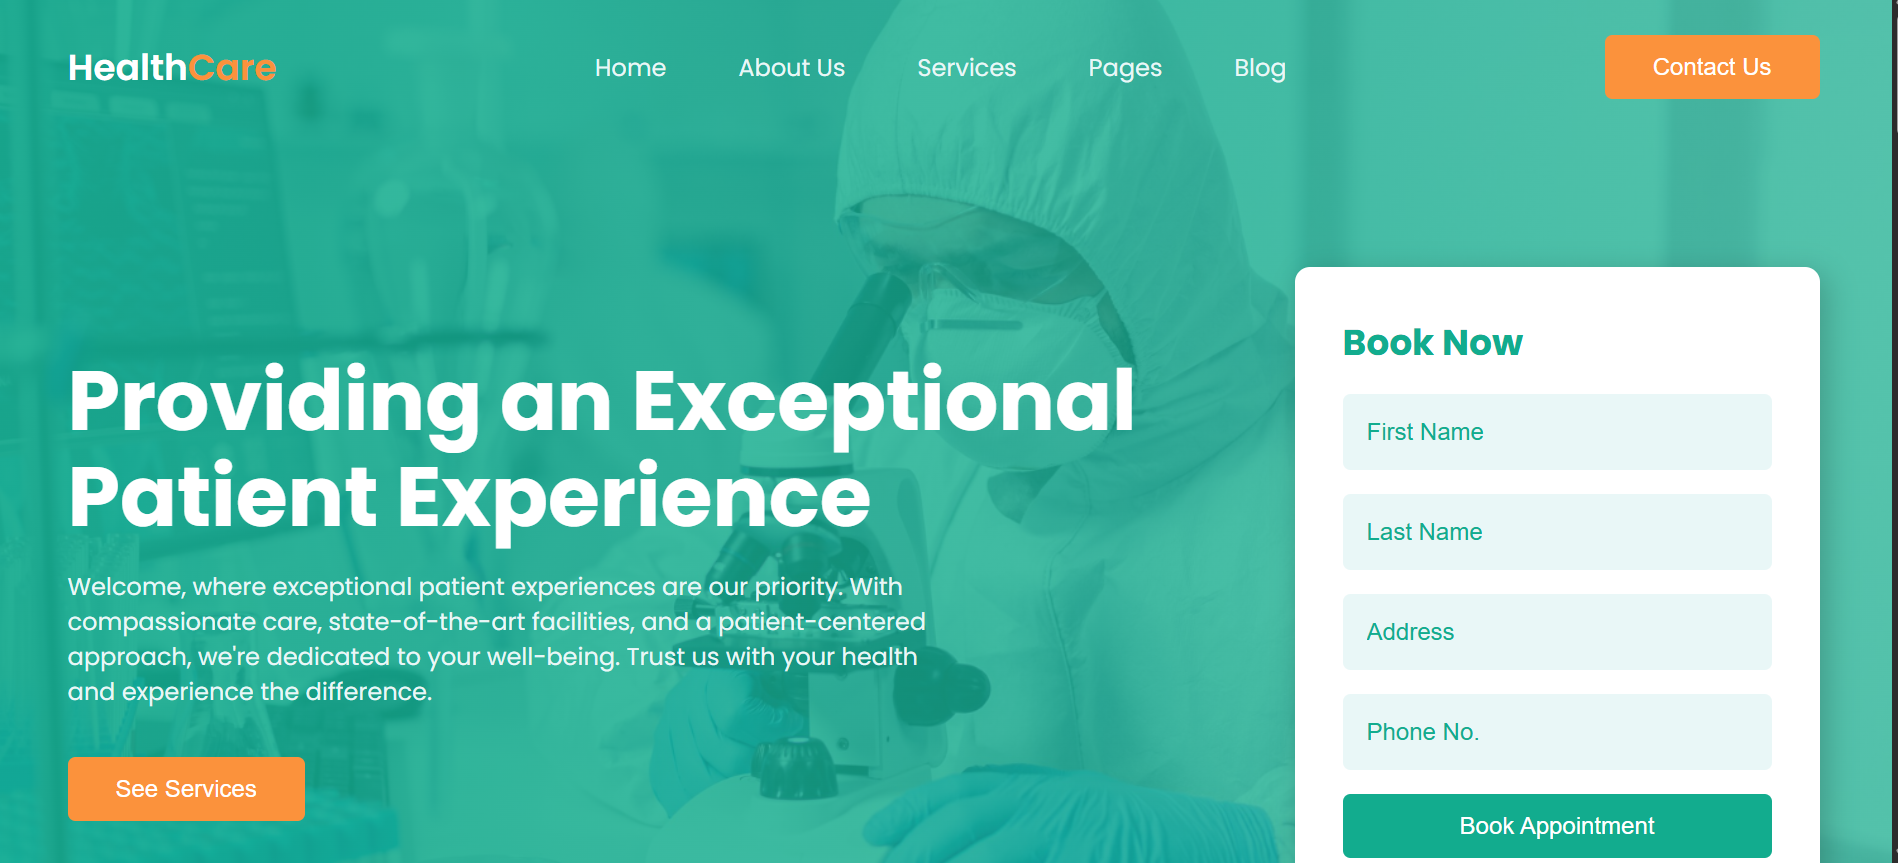 HealthCare
Home
About Us
Services
Pages
Blog
Contact Us
Providing an Exceptional
Patient Experience
Welcome, where exceptional patient experiences are our priority. With
compassionate care, state-of-the-art facilities, and a patient-centered
approach, we're dedicated to your well-being. Trust us with your health
and experience the difference.
See Services
Book Now
First Name
Last Name
Address
Phone No.
Book Appointment